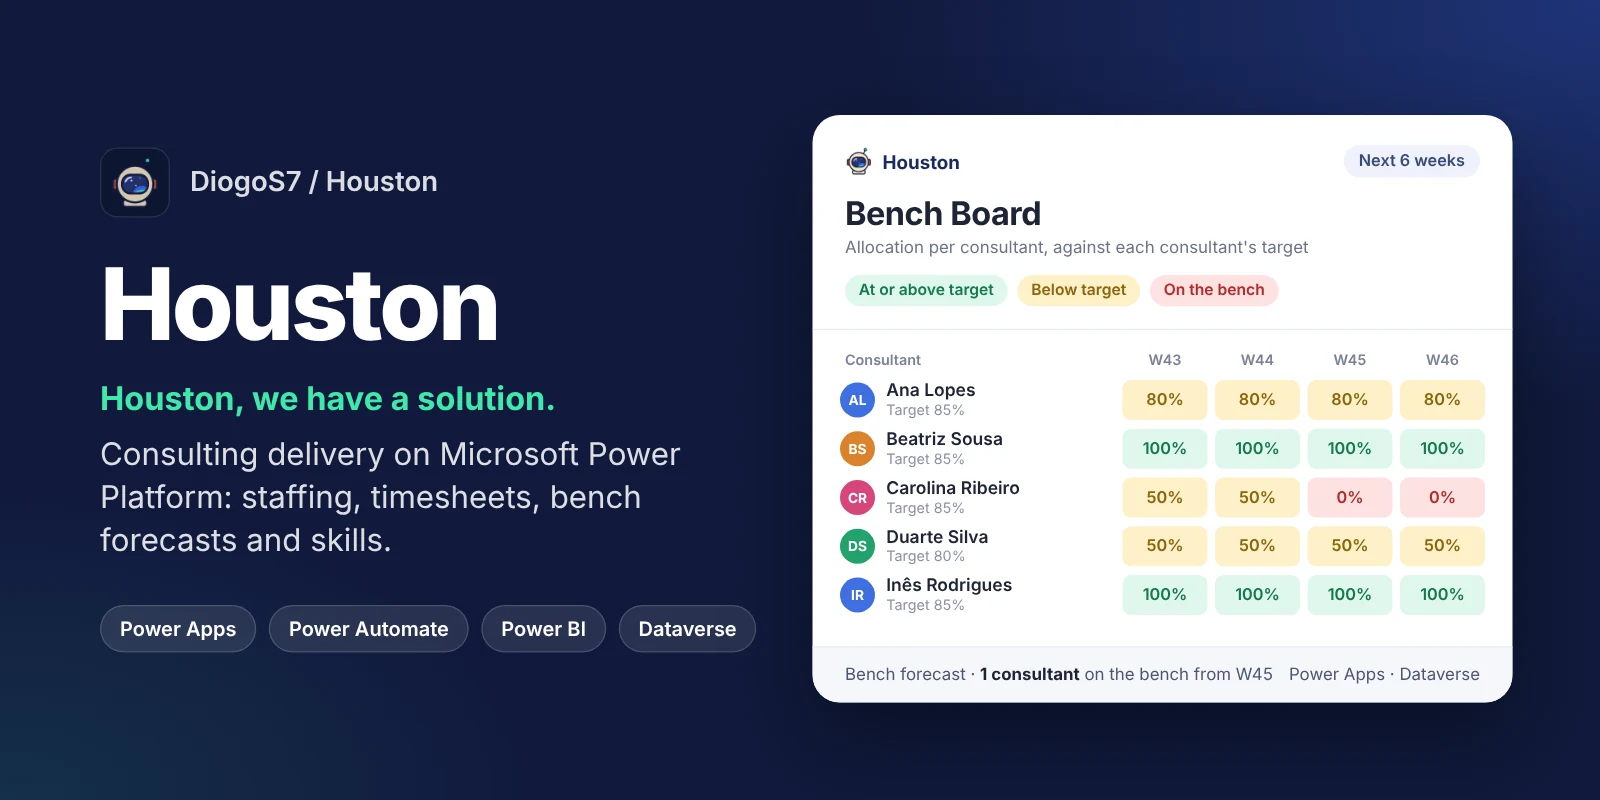 DiogoS7 / Houston
Houston
Houston, we have a solution.
Consulting delivery on Microsoft Power
Platform: staffing, timesheets, bench
forecasts and skills.
Power Apps
Power Automate
Power BI
Dataverse
Houston
Next 6 weeks
Bench Board
Allocation per consultant, against each consultant's target
At or above target
Below target
On the bench
Consultant W43 W44 W45 W46
AL Ana Lopes 80% 80% 80% 80%
Target 85%
BS Beatriz Sousa 100% 100% 100% 100%
Target 85%
CR Carolina Ribeiro 50% 50% 0% 0%
Target 85%
DS Duarte Silva 50% 50% 50% 50%
Target 80%
IR Inês Rodrigues 100% 100% 100% 100%
Target 85%
Bench forecast · 1 consultant on the bench from W45 Power Apps · Dataverse